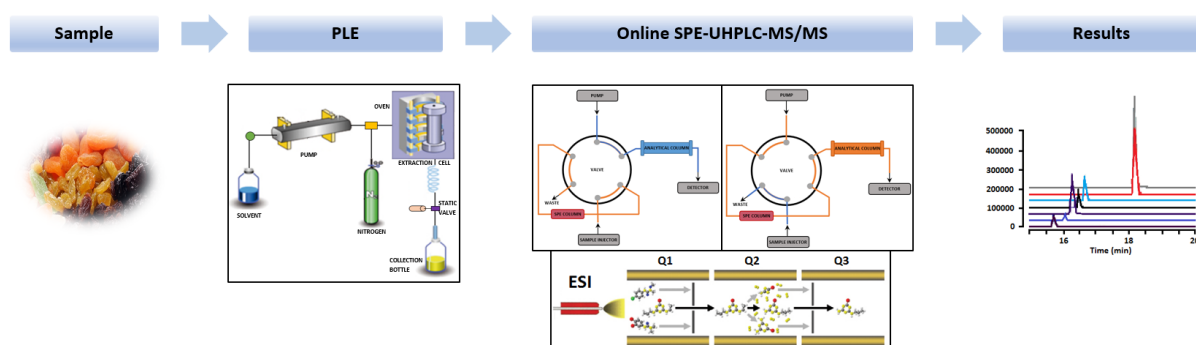 Sample
PLE
Online SPE-UHPLC-MS/MS
Results
OVEN
PUMP
EXTRACTION CELL
SOLVENT
NITROGEN
STATIC
VALVE
COLLECTION
BOTTLE
PUMP
ANALYTICAL COLUMN
VALVE
DETECTOR
WASTE
SPE COLUMN
SAMPLE INJECTOR
PUMP
ANALYTICAL COLUMN
VALVE
DETECTOR
WASTE
SPE COLUMN
SAMPLE INJECTOR
Q1
Q2
Q3
ESI
500000
400000
300000
200000
100000
0
16
18
20
Time (min)